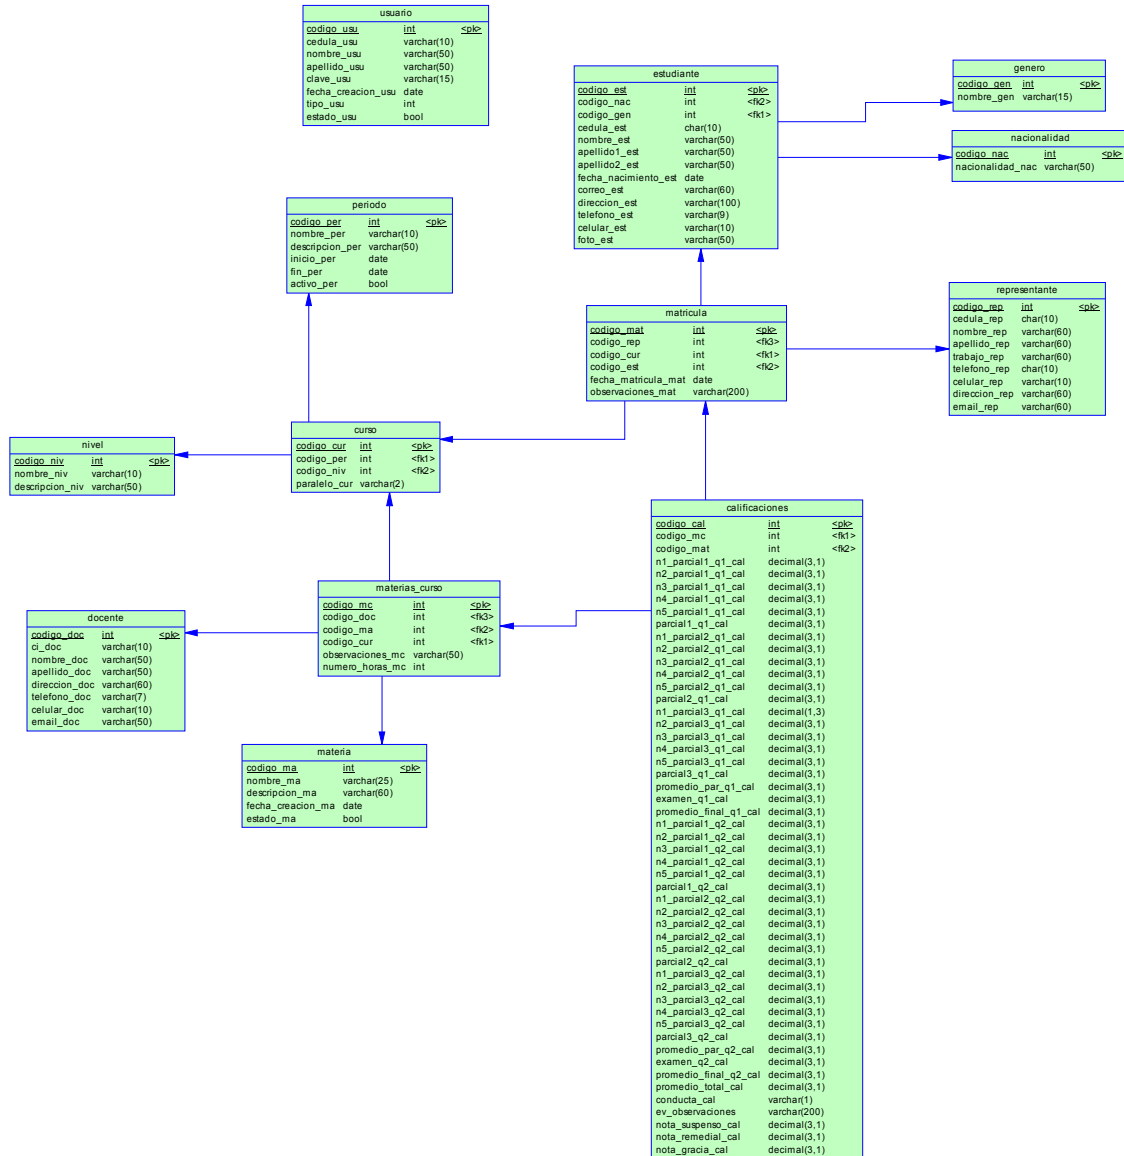 usuario
codigo_usu int <pk>
cedula_usu varchar(10)
nombre_usu varchar(50)
apellido_usu varchar(50)
clave_usu varchar(15)
fecha_creacion_usu date
tipo_usu int
estado_usu bool
estudiante
codigo_est int <pk>
codigo_nac int <fk2>
codigo_gen int <fk1>
cedula_est char(10)
nombre_est varchar(50)
apellido1_est varchar(50)
apellido2_est varchar(50)
fecha_nacimiento_est date
correo_est varchar(60)
direccion_est varchar(100)
telefono_est varchar(9)
celular_est varchar(10)
foto_est varchar(50)
genero
codigo_gen int <pk>
nombre_gen varchar(15)
nacionalidad
codigo_nac int <pk>
nacionalidad_nac varchar(50)
periodo
codigo_per int <pk>
nombre_per varchar(10)
descripcion_per varchar(50)
inicio_per date
fin_per date
activo_per bool
matricula
codigo_mat int <pk>
codigo_rep int <fk3>
codigo_cur int <fk1>
codigo_est int <fk2>
fecha_matricula_mat date
observaciones_mat varchar(200)
representante
codigo_rep int <pk>
cedula_rep char(10)
nombre_rep varchar(60)
apellido_rep varchar(60)
trabajo_rep varchar(60)
telefono_rep char(10)
celular_rep varchar(10)
direccion_rep varchar(60)
email_rep varchar(60)
nivel
codigo_niv int <pk>
nombre_niv varchar(10)
descripcion_niv varchar(50)
curso
codigo_cur int <pk>
codigo_per int <fk1>
codigo_niv int <fk2>
paralelo_cur varchar(2)
materias_curso
codigo_mc int <pk>
codigo_doc int <fk3>
codigo_ma int <fk2>
codigo_cur int <fk1>
observaciones_mc varchar(50)
numero_horas_mc int
docente
codigo_doc int <pk>
ci_doc varchar(10)
nombre_doc varchar(50)
apellido_doc varchar(50)
direccion_doc varchar(60)
telefono_doc varchar(7)
celular_doc varchar(10)
email_doc varchar(50)
materia
codigo_ma int <pk>
nombre_ma varchar(25)
descripcion_ma varchar(60)
fecha_creacion_ma date
estado_ma bool
calificaciones
codigo_cal int <pk>
codigo_mc int <fk1>
codigo_mat int <fk2>
n1_parcial1_q1_cal decimal(3,1)
n2_parcial1_q1_cal decimal(3,1)
n3_parcial1_q1_cal decimal(3,1)
n4_parcial1_q1_cal decimal(3,1)
n5_parcial1_q1_cal decimal(3,1)
parcial1_q1_cal decimal(3,1)
n1_parcial2_q1_cal decimal(3,1)
n2_parcial2_q1_cal decimal(3,1)
n3_parcial2_q1_cal decimal(3,1)
n4_parcial2_q1_cal decimal(3,1)
n5_parcial2_q1_cal decimal(3,1)
parcial2_q1_cal decimal(3,1)
n1_parcial3_q1_cal decimal(1,3)
n2_parcial3_q1_cal decimal(3,1)
n3_parcial3_q1_cal decimal(3,1)
n4_parcial3_q1_cal decimal(3,1)
n5_parcial3_q1_cal decimal(3,1)
parcial3_q1_cal decimal(3,1)
promedio_par_q1_cal decimal(3,1)
examen_q1_cal decimal(3,1)
promedio_final_q1_cal decimal(3,1)
n1_parcial1_q2_cal decimal(3,1)
n2_parcial1_q2_cal decimal(3,1)
n3_parcial1_q2_cal decimal(3,1)
n4_parcial1_q2_cal decimal(3,1)
n5_parcial1_q2_cal decimal(3,1)
parcial1_q2_cal decimal(3,1)
n1_parcial2_q2_cal decimal(3,1)
n2_parcial2_q2_cal decimal(3,1)
n3_parcial2_q2_cal decimal(3,1)
n4_parcial2_q2_cal decimal(3,1)
n5_parcial2_q2_cal decimal(3,1)
parcial2_q2_cal decimal(3,1)
n1_parcial3_q2_cal decimal(3,1)
n2_parcial3_q2_cal decimal(3,1)
n3_parcial3_q2_cal decimal(3,1)
n4_parcial3_q2_cal decimal(3,1)
n5_parcial3_q2_cal decimal(3,1)
parcial3_q2_cal decimal(3,1)
promedio_par_q2_cal decimal(3,1)
examen_q2_cal decimal(3,1)
promedio_final_q2_cal decimal(3,1)
promedio_total_cal decimal(3,1)
conducta_cal varchar(1)
ev_observaciones varchar(200)
nota_suspenso_cal decimal(3,1)
nota_remedial_cal decimal(3,1)
nota_gracia_cal decimal(3,1)